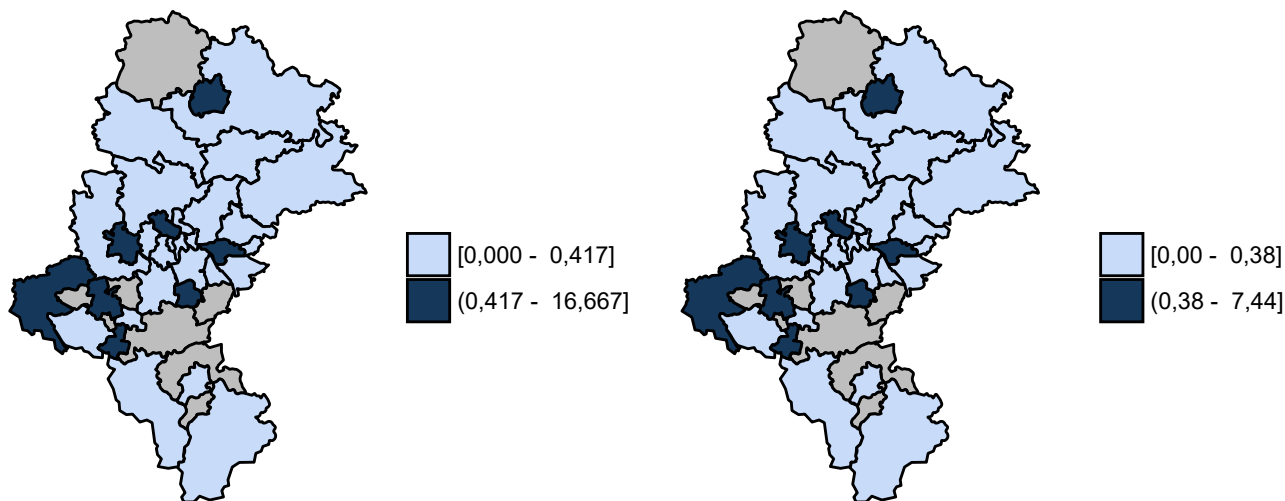 [0,000 - 0,417]
(0,417 - 16,667]
[0,00 - 0,38]
(0,38 - 7,44]